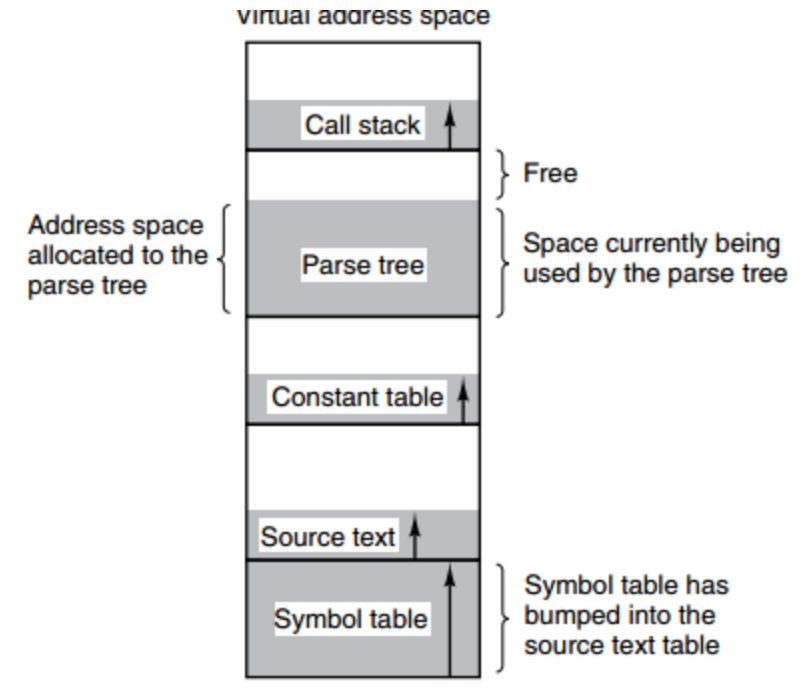 Virtual address space
Call stack
Free
Address space
allocated to the
parse tree
Parse tree
Space currently being
used by the parse tree
Constant table
Source text
Symbol table
Symbol table has
bumped into the
source text table